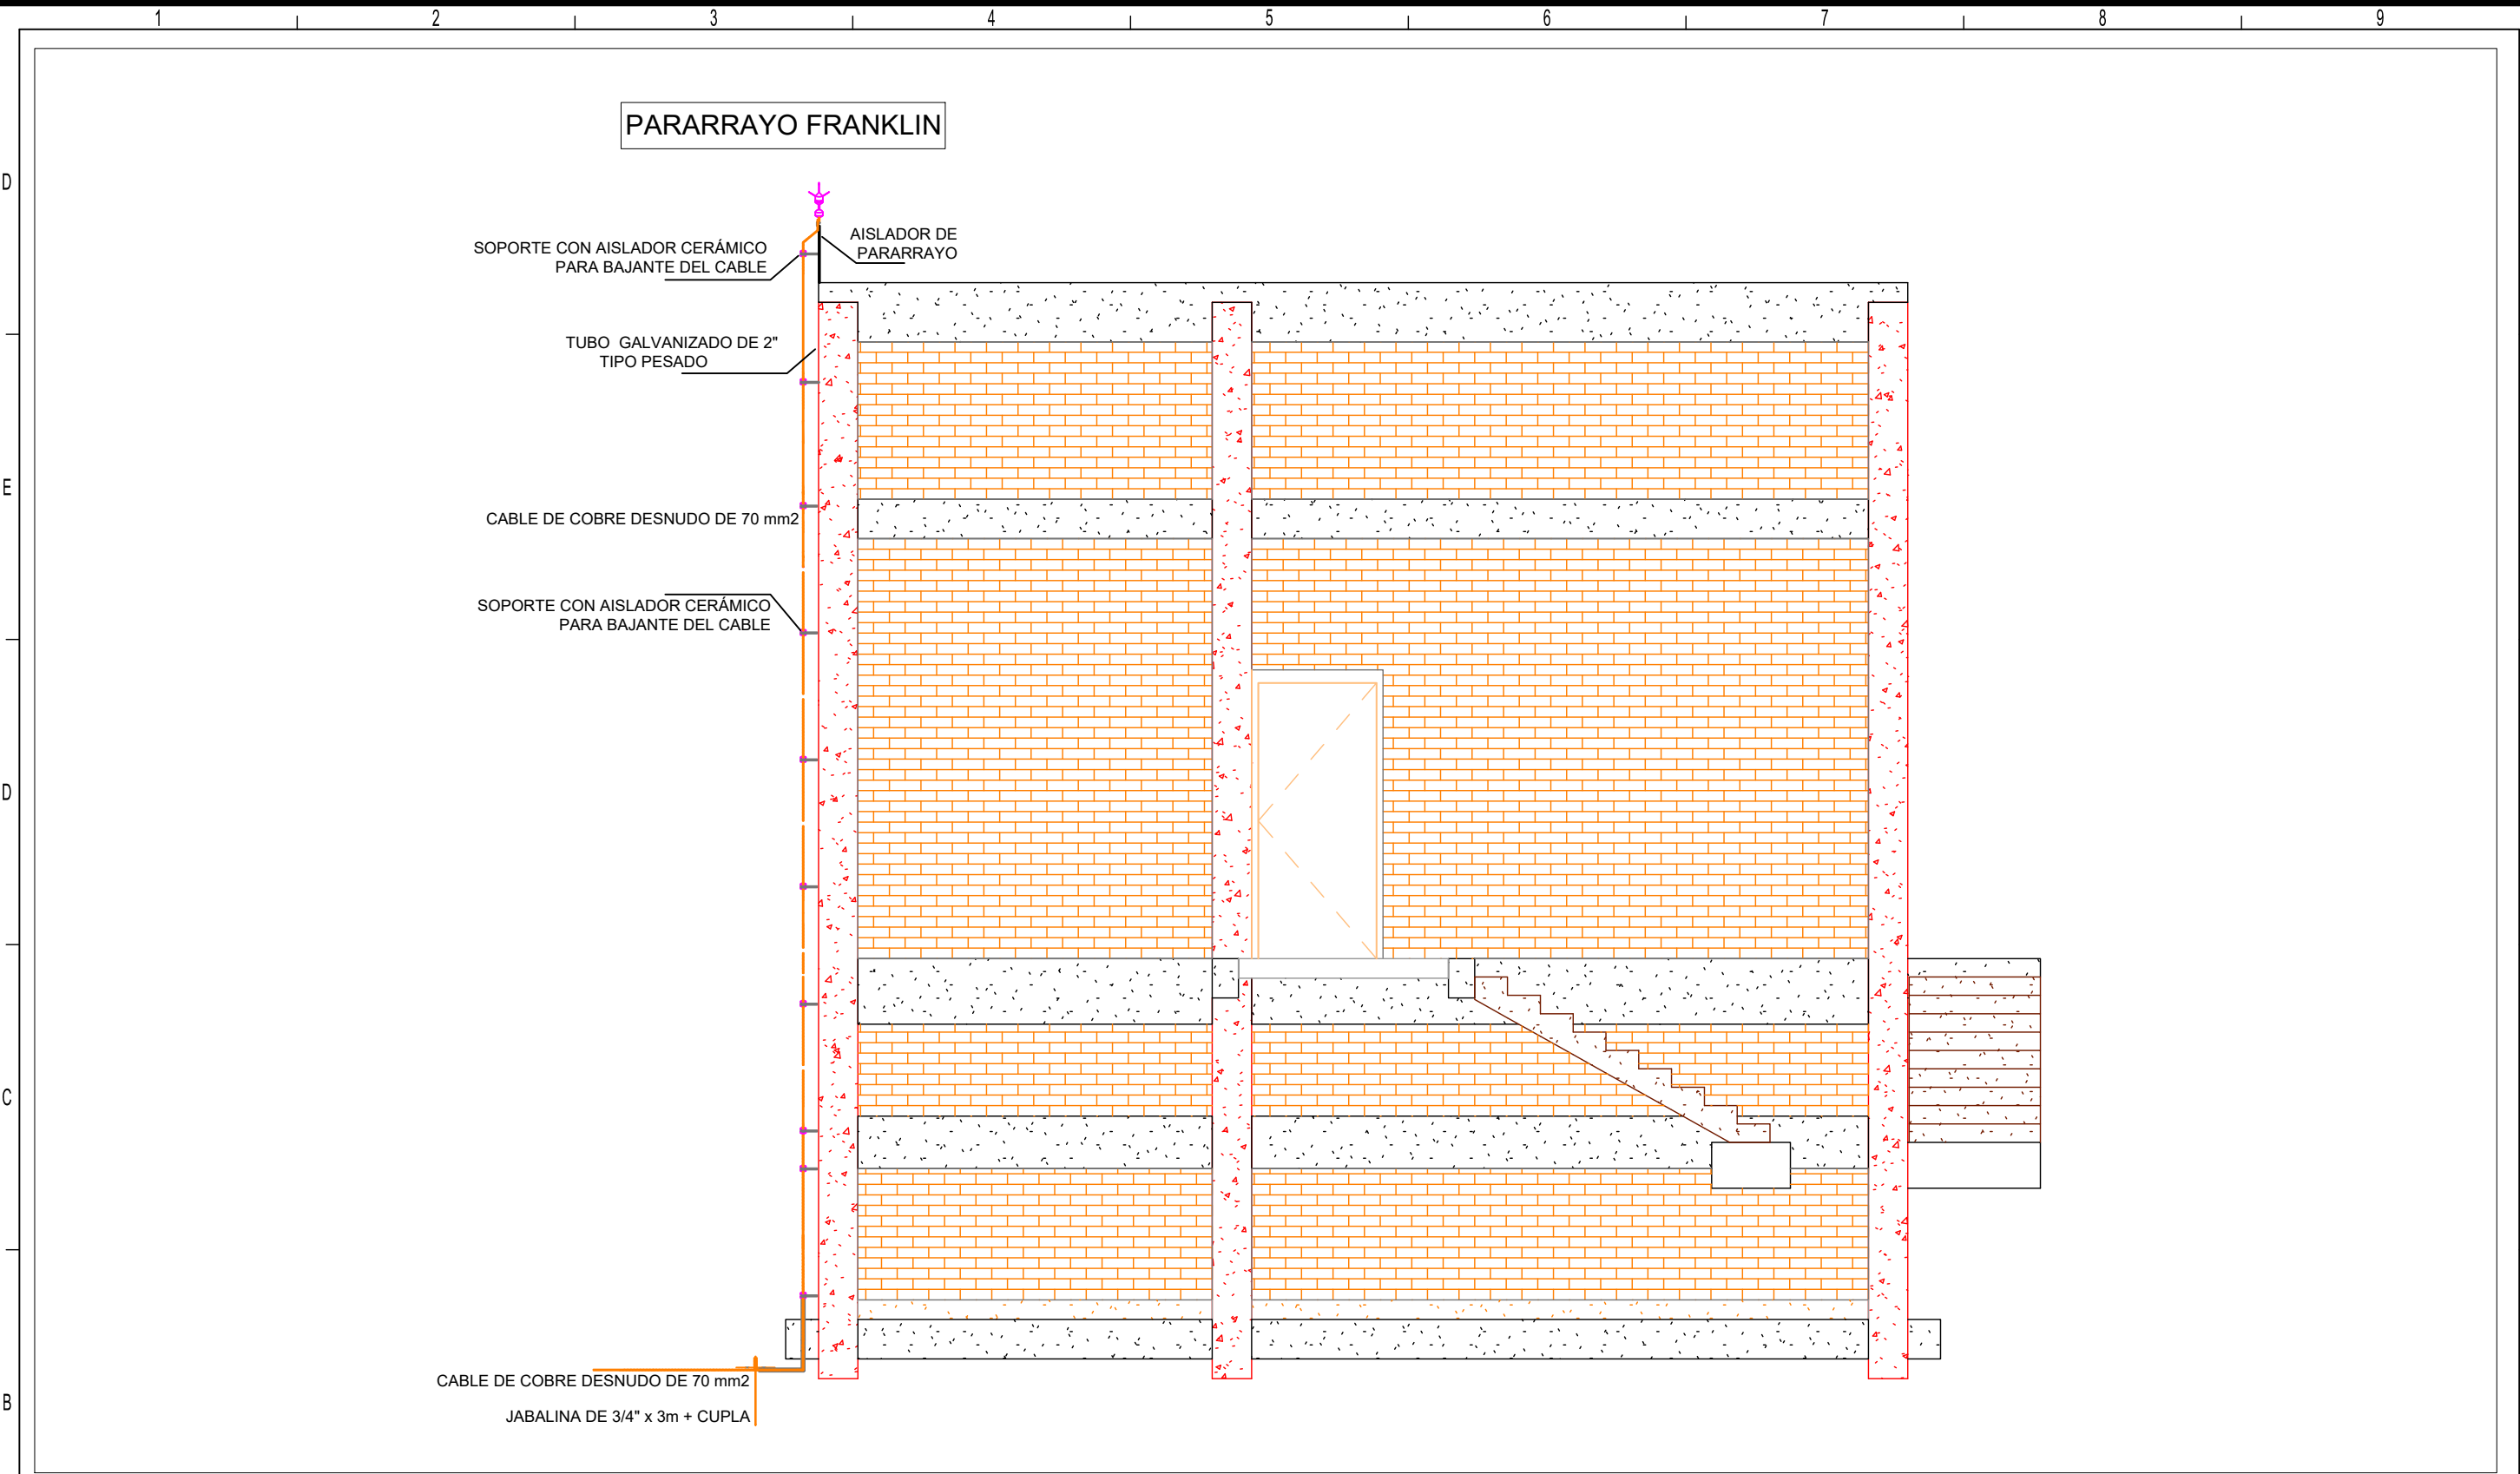 1 2 3 4 5 6 7 8 9
PARARRAYO FRANKLIN
D
SOPORTE CON AISLADOR CERÁMICO
PARA BAJANTE DEL CABLE
AISLADOR DE
PARARRAYO
TUBO GALVANIZADO DE 2"
TIPO PESADO
E
CABLE DE COBRE DESNUDO DE 70 mm2
SOPORTE CON AISLADOR CERÁMICO
PARA BAJANTE DEL CABLE
D
C
CABLE DE COBRE DESNUDO DE 70 mm2
B
JABALINA DE 3/4" x 3m + CUPLA